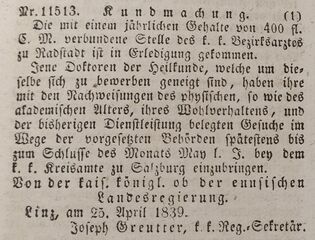 Nr. 11513. Kundmachung. (1)
Die mit einem jährlichen Gehalte von 400 fl.
C. M. verbundene Stelle des k. k. Bezirksarztes
zu Radstadt ist in Erledigung gekommen.
Jene Doktoren der Heilkunde, welche um die-
selbe sich zu bewerben geneigt sind, haben ihre
mit den Nachweisungen des physischen, so wie des
akademischen Alters, ihres Wohlverhaltens, und
der bisherigen Dienstleistung belegten Gesuche im
Wege der vorgesetzten Behörden spätestens bis
zum Schlusse des Monats May l. J. bey dem
k. k. Kreisamte zu Salzburg einzubringen.
Von der kais. königl. ob der ennsischen
Landesregierung.
Linz, am 25. April 1839.
Joseph Greutter, k. k. Reg.-Sekretär.